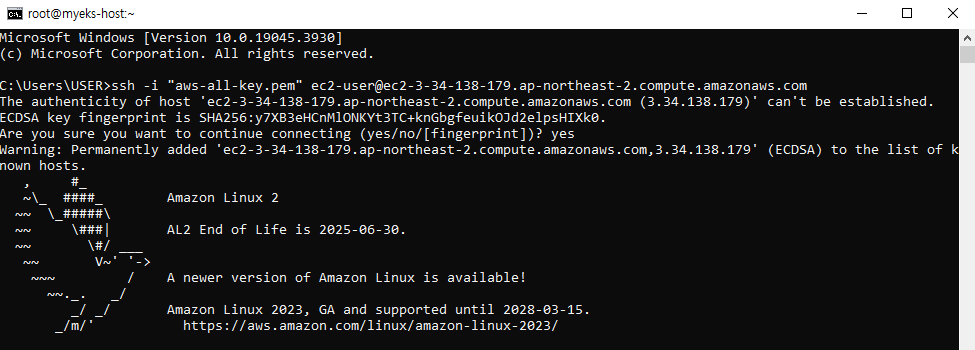 root@myeks-host:~
Microsoft Windows [Version 10.0.19045.3930]
(c) Microsoft Corporation. All rights reserved.
C:\Users\USER>ssh -i "aws-all-key.pem" ec2-user@ec2-3-34-138-179.ap-northeast-2.compute.amazonaws.com
The authenticity of host 'ec2-3-34-138-179.ap-northeast-2.compute.amazonaws.com (3.34.138.179)' can't be established.
ECDSA key fingerprint is SHA256:y7XB3eHCnMlONKYt3TC+knGbgfeuikOJd2elpsHIXk0.
Are you sure you want to continue connecting (yes/no/[fingerprint])? yes
Warning: Permanently added 'ec2-3-34-138-179.ap-northeast-2.compute.amazonaws.com,3.34.138.179' (ECDSA) to the list of k
nown hosts.
   ,     #_
   ~\_  ####_        Amazon Linux 2
  ~~  \_#####\
  ~~     \###|       AL2 End of Life is 2025-06-30.
  ~~       \#/ ___
   ~~       V~' '->
    ~~~         /    A newer version of Amazon Linux is available!
      ~~._.   _/
         _/ _/       Amazon Linux 2023, GA and supported until 2028-03-15.
       _/m/'           https://aws.amazon.com/linux/amazon-linux-2023/